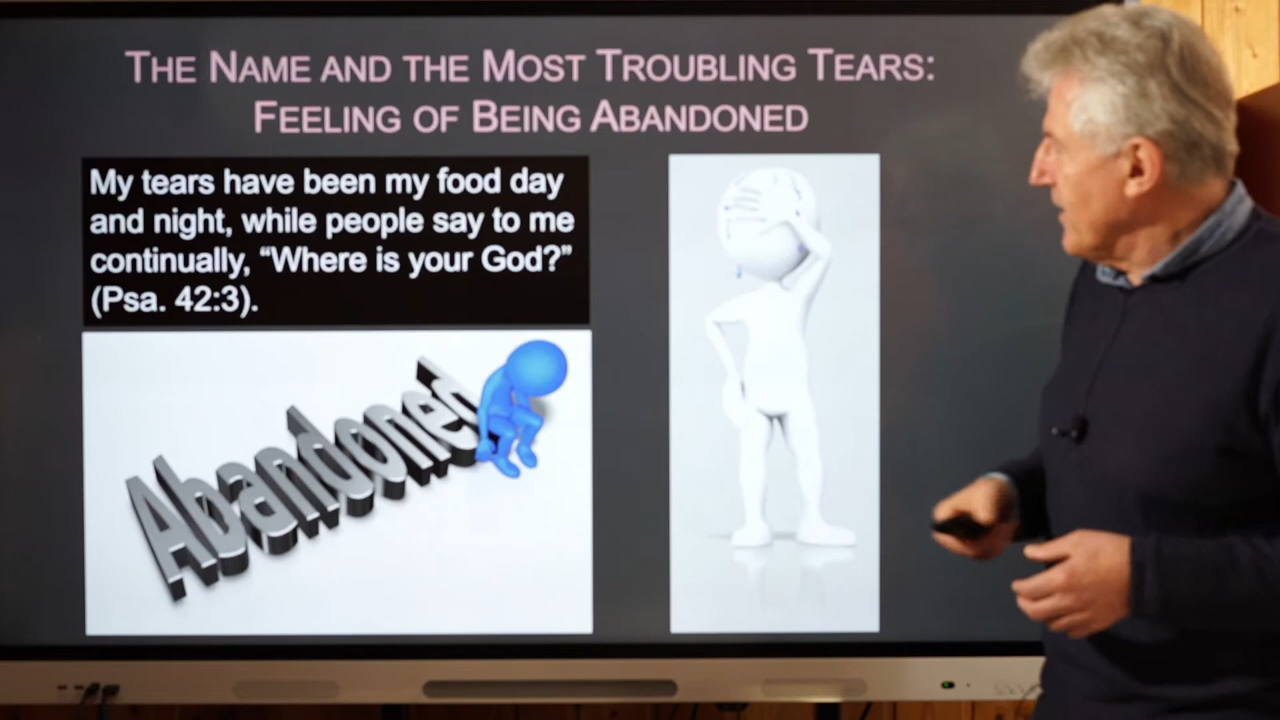 THE NAME AND THE MOST TROUBLING TEARS:
FEELING OF BEING ABANDONED
My tears have been my food day
and night, while people say to me
continually, “Where is your God?”
(Psa. 42:3).
Abandoned